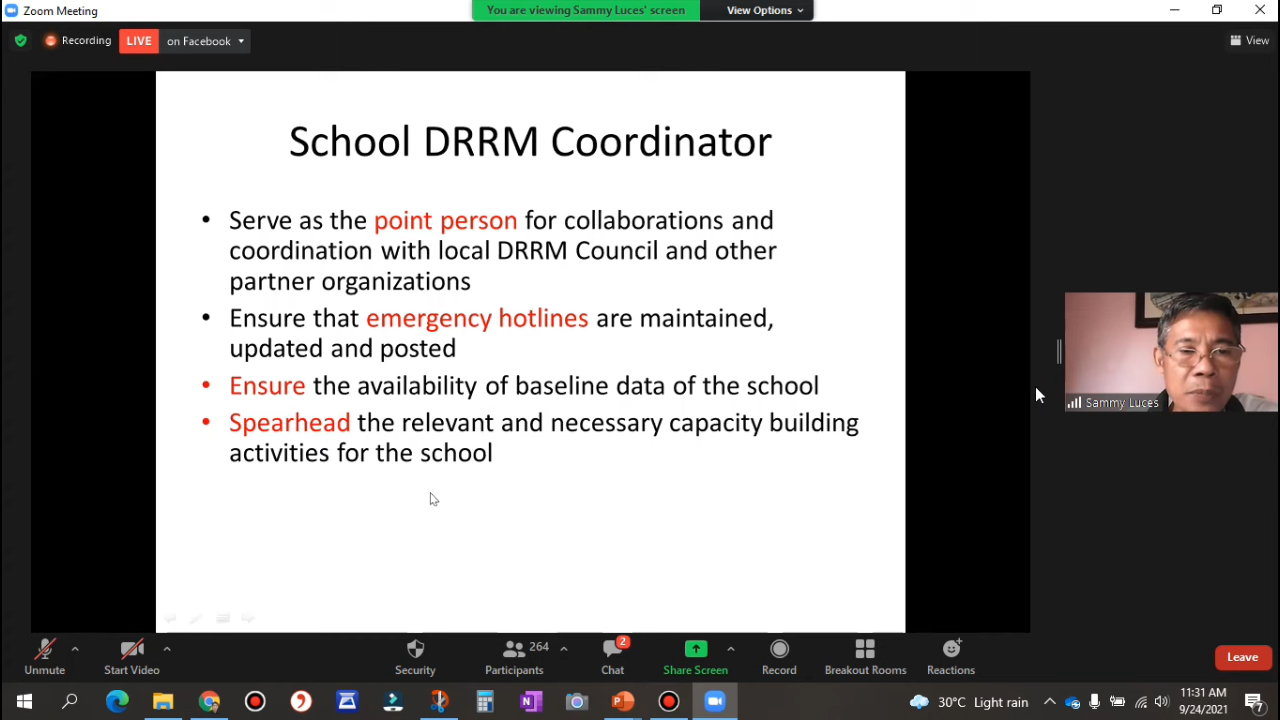 Zoom Meeting
You are viewing Sammy Luces' screen
View Options
Recording
LIVE
on Facebook
View
School DRRM Coordinator
• Serve as the point person for collaborations and
coordination with local DRRM Council and other
partner organizations
• Ensure that emergency hotlines are maintained,
updated and posted
• Ensure the availability of baseline data of the school
• Spearhead the relevant and necessary capacity building
activities for the school
Sammy Luces
Unmute
Start Video
Security
Participants
264
Chat
2
Share Screen
Record
Breakout Rooms
Reactions
Leave
30°C Light rain
11:31 AM
9/24/2021
7